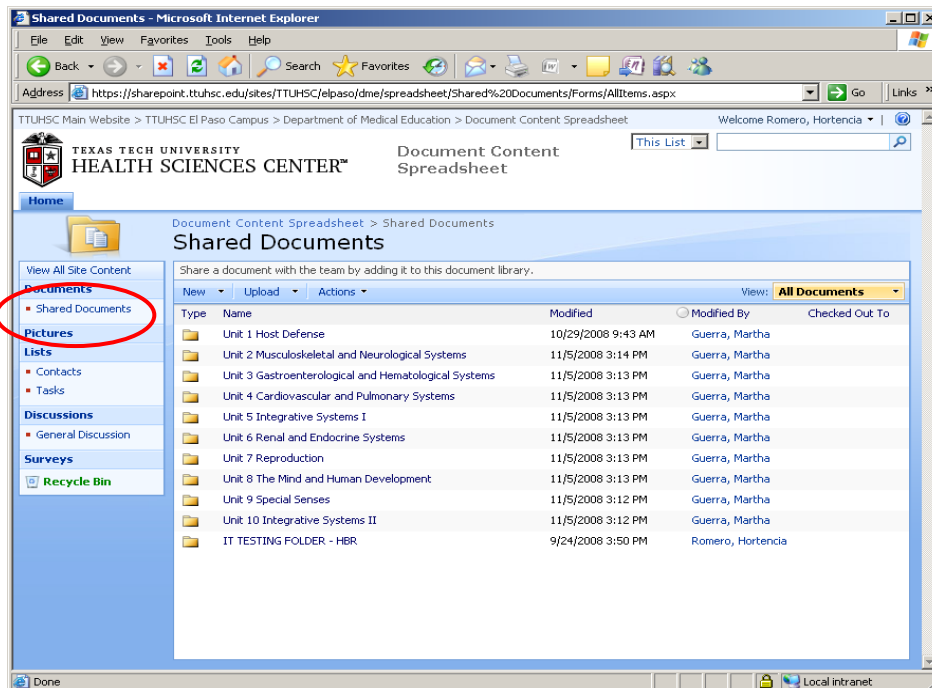 Shared Documents - Microsoft Internet Explorer
File Edit View Favorites Tools Help
Back Search Favorites
Address https://sharepoint.ttuhsc.edu/sites/TTUHSC/elpaso/dme/spreadsheet/Shared%20Documents/Forms/AllItems.aspx Go Links »
TTUHSC Main Website > TTUHSC El Paso Campus > Department of Medical Education > Document Content Spreadsheet Welcome Romero, Hortencia
TEXAS TECH UNIVERSITY
HEALTH SCIENCES CENTER™
Document Content
Spreadsheet
This List
Home
Document Content Spreadsheet > Shared Documents
Shared Documents
View All Site Content
Documents
Shared Documents
Pictures
Lists
Contacts
Tasks
Discussions
General Discussion
Surveys
Recycle Bin
Share a document with the team by adding it to this document library.
New Upload Actions View: All Documents
Type Name Modified Modified By Checked Out To
Unit 1 Host Defense 10/29/2008 9:43 AM Guerra, Martha
Unit 2 Musculoskeletal and Neurological Systems 11/5/2008 3:14 PM Guerra, Martha
Unit 3 Gastroenterological and Hematological Systems 11/5/2008 3:13 PM Guerra, Martha
Unit 4 Cardiovascular and Pulmonary Systems 11/5/2008 3:13 PM Guerra, Martha
Unit 5 Integrative Systems I 11/5/2008 3:13 PM Guerra, Martha
Unit 6 Renal and Endocrine Systems 11/5/2008 3:13 PM Guerra, Martha
Unit 7 Reproduction 11/5/2008 3:13 PM Guerra, Martha
Unit 8 The Mind and Human Development 11/5/2008 3:13 PM Guerra, Martha
Unit 9 Special Senses 11/5/2008 3:12 PM Guerra, Martha
Unit 10 Integrative Systems II 11/5/2008 3:12 PM Guerra, Martha
IT TESTING FOLDER - HBR 9/24/2008 3:50 PM Romero, Hortencia
Done Local intranet